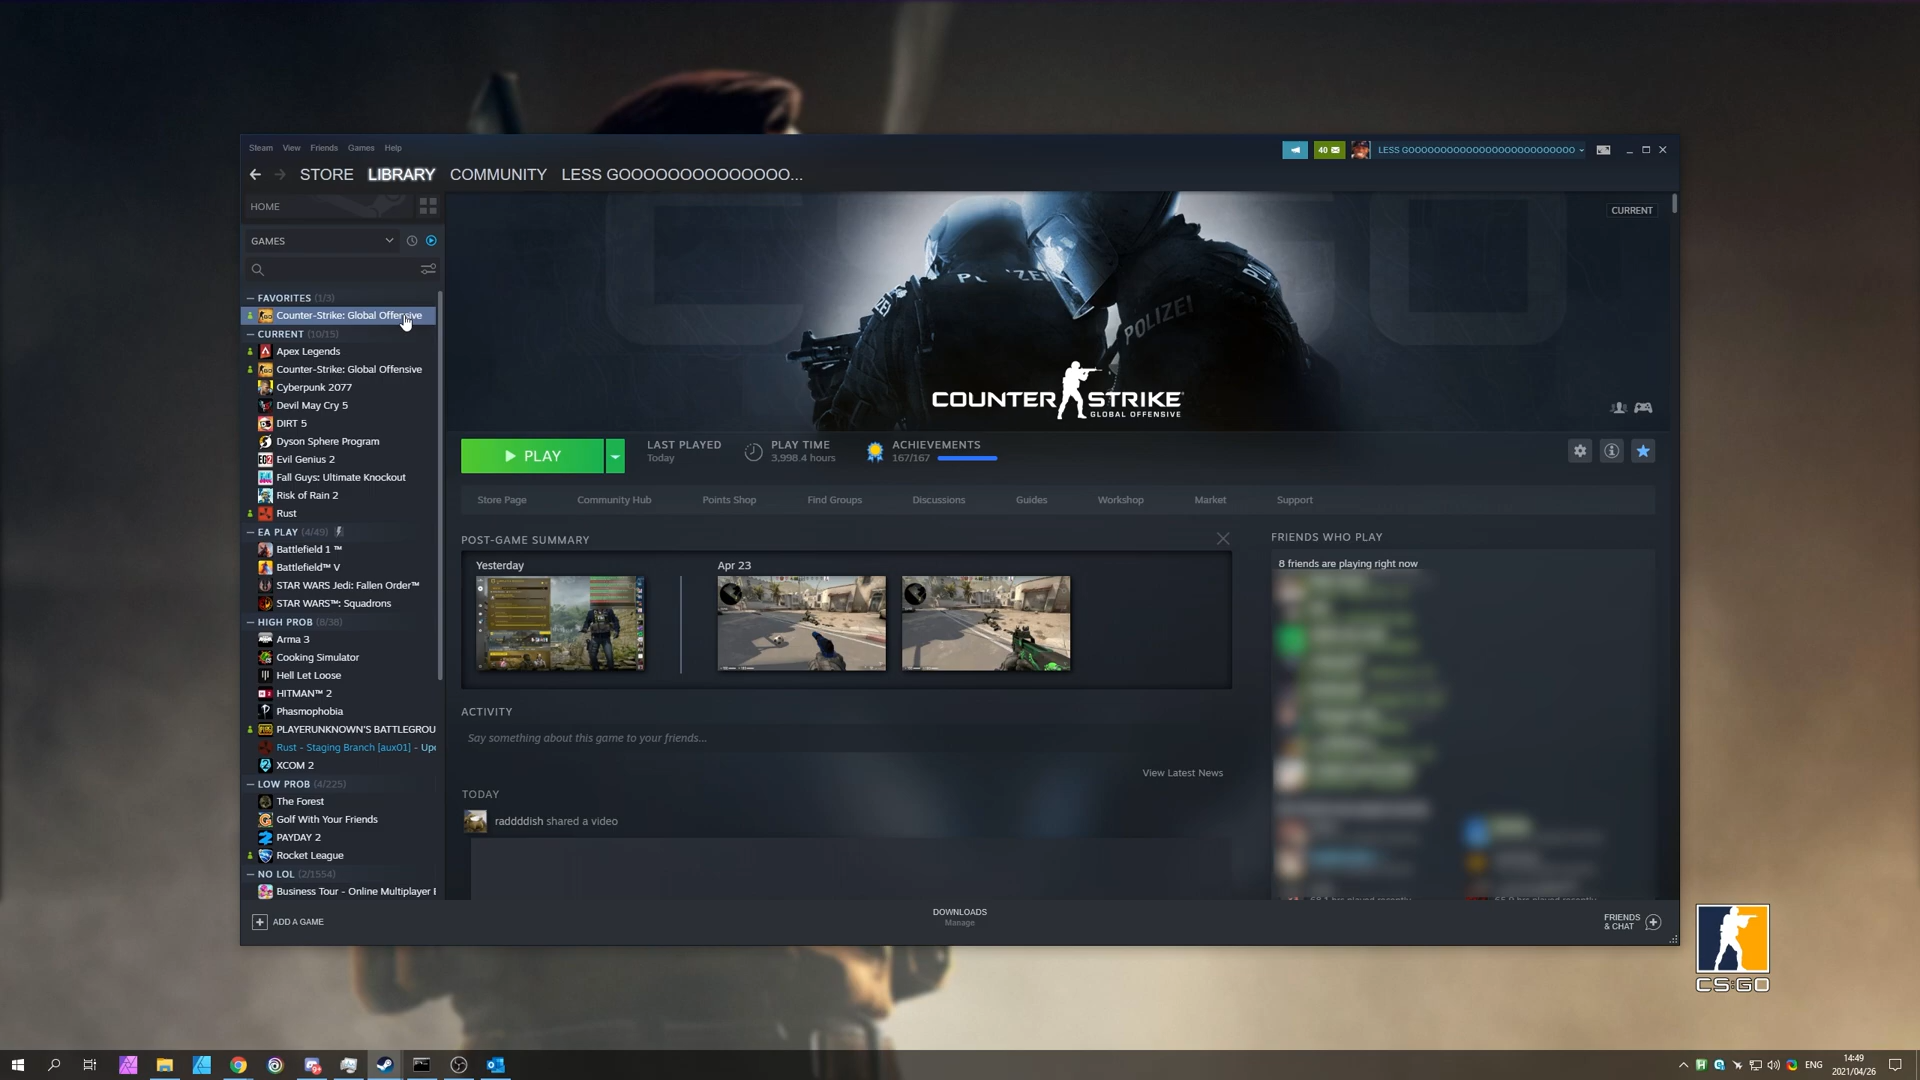 Steam View Friends Games Help
40
LESS GOOOOOOOOOOOOOOOOOOOOOOOOO
STORE LIBRARY COMMUNITY LESS GOOOOOOOOOOOOOO...
HOME
GAMES
FAVORITES (1/3)
Counter-Strike: Global Offensive
CURRENT (10/15)
Apex Legends
Counter-Strike: Global Offensive
Cyberpunk 2077
Devil May Cry 5
DIRT 5
Dyson Sphere Program
Evil Genius 2
Fall Guys: Ultimate Knockout
Risk of Rain 2
Rust
EA PLAY (4/49)
Battlefield 1 ™
Battlefield™ V
STAR WARS Jedi: Fallen Order™
STAR WARS™: Squadrons
HIGH PROB (8/38)
Arma 3
Cooking Simulator
Hell Let Loose
HITMAN™ 2
Phasmophobia
PLAYERUNKNOWN'S BATTLEGROU
Rust - Staging Branch [aux01] - Up
XCOM 2
LOW PROB (4/225)
The Forest
Golf With Your Friends
PAYDAY 2
Rocket League
NO LOL (2/1554)
Business Tour - Online Multiplayer
ADD A GAME
CURRENT
POLIZEI
POLIZEI
COUNTER STRIKE
GLOBAL OFFENSIVE
PLAY
LAST PLAYED
Today
PLAY TIME
3,998.4 hours
ACHIEVEMENTS
167/167
Store Page Community Hub Points Shop Find Groups Discussions Guides Workshop Market Support
POST-GAME SUMMARY
Yesterday
Apr 23
ACTIVITY
Say something about this game to your friends...
View Latest News
TODAY
raddddish shared a video
FRIENDS WHO PLAY
8 friends are playing right now
DOWNLOADS
Manage
FRIENDS
& CHAT
CS:GO
ENG
14:49
2021/04/26